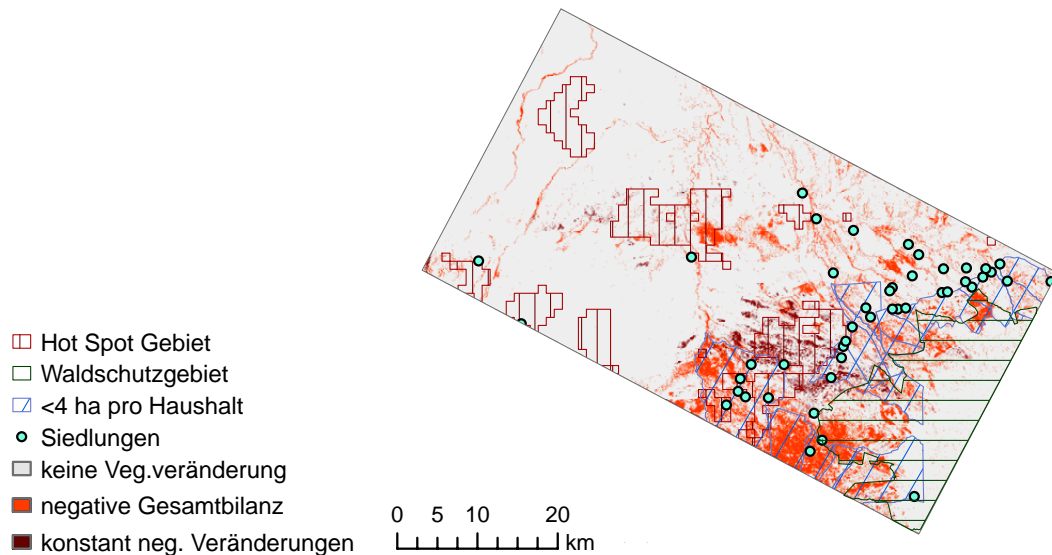 Hot Spot Gebiet
Waldschutzgebiet
<4 ha pro Haushalt
Siedlungen
keine Veg.veränderung
negative Gesamtbilanz
konstant neg. Veränderungen
0 5 10 20
km